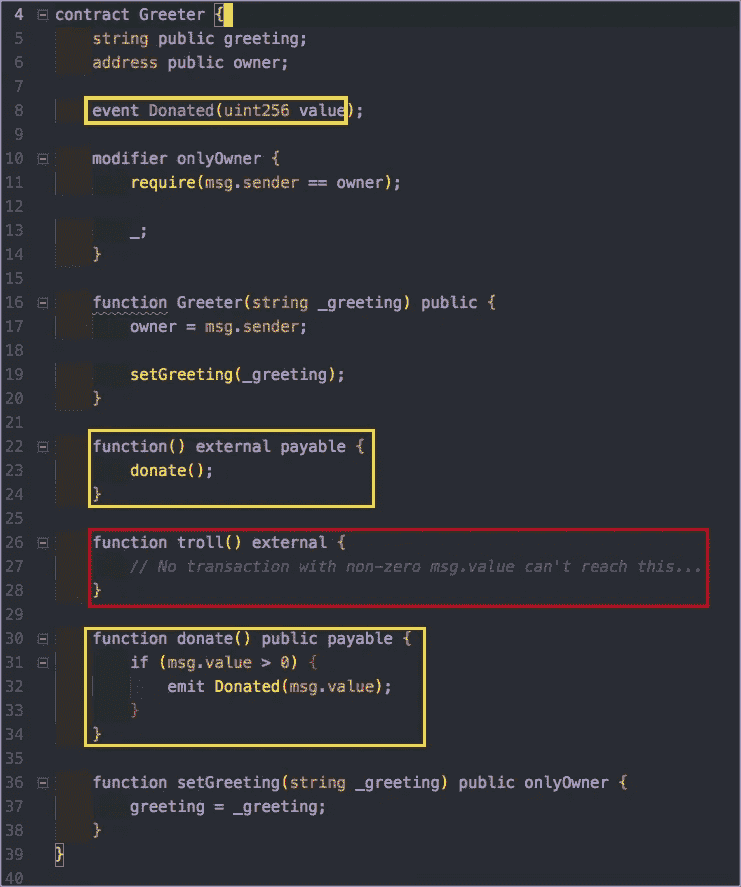 4 contract Greeter {
5 string public greeting;
6 address public owner;
7
8 event Donated(uint256 value);
9
10 modifier onlyOwner {
11 require(msg.sender == owner);
12
13 _;
14 }
15
16 function Greeter(string _greeting) public {
17 owner = msg.sender;
18
19 setGreeting(_greeting);
20 }
21
22 function() external payable {
23 donate();
24 }
25
26 function troll() external {
27 // No transaction with non-zero msg.value can't reach this...
28 }
29
30 function donate() public payable {
31 if (msg.value > 0) {
32 emit Donated(msg.value);
33 }
34 }
35
36 function setGreeting(string _greeting) public onlyOwner {
37 greeting = _greeting;
38 }
39 }
40